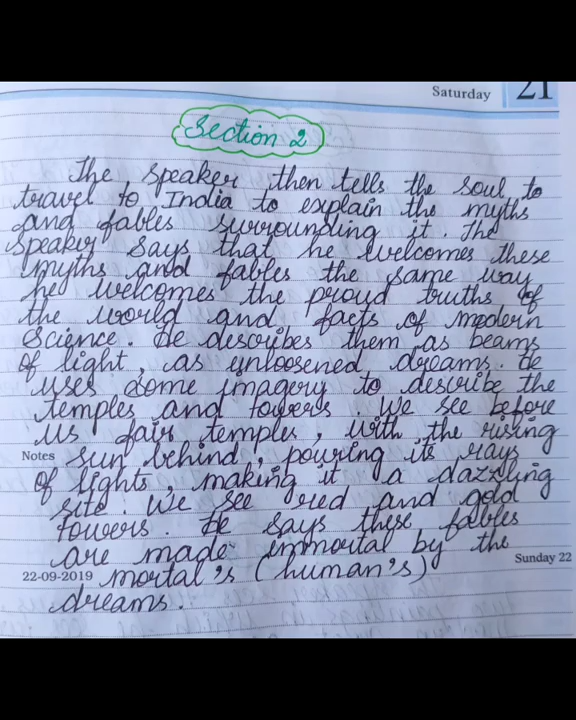 Saturday 21
Section 2
The speaker then tells the soul to
travel to India to explain the myths
and fables surrounding it. The
speaker says that he welcomes these
myths and fables the same way
he welcomes the proud truths of
the world and facts of modern
science. He describes them as beams
of light, as unloosened dreams. He
uses some imagery to describe the
temples and towers. We see before
us fair temples, with the rising
Notes sun behind, pouring its rays
of lights, making it a dazzling
site. We see red and gold
towers. He says these fables
are made immortal by the
Sunday 22
22-09-2019 mortal's (human's)
dreams.